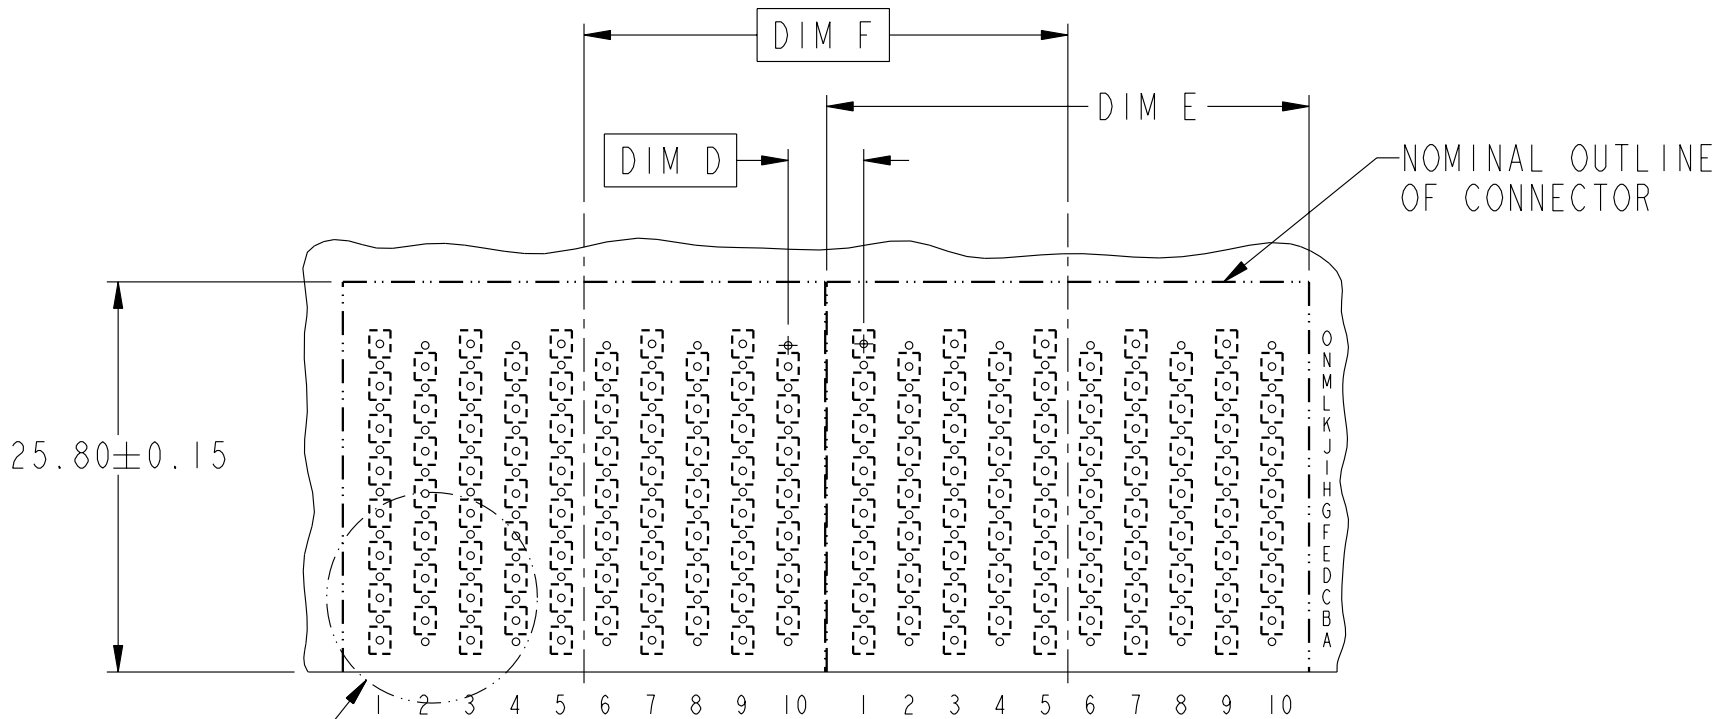 DIM F
DIM E
DIM D
NOMINAL OUTLINE
OF CONNECTOR
25.80±0.15
O
N
M
L
K
J
I
H
G
F
E
D
C
B
A
1 2 3 4 5 6 7 8 9 10 1 2 3 4 5 6 7 8 9 10